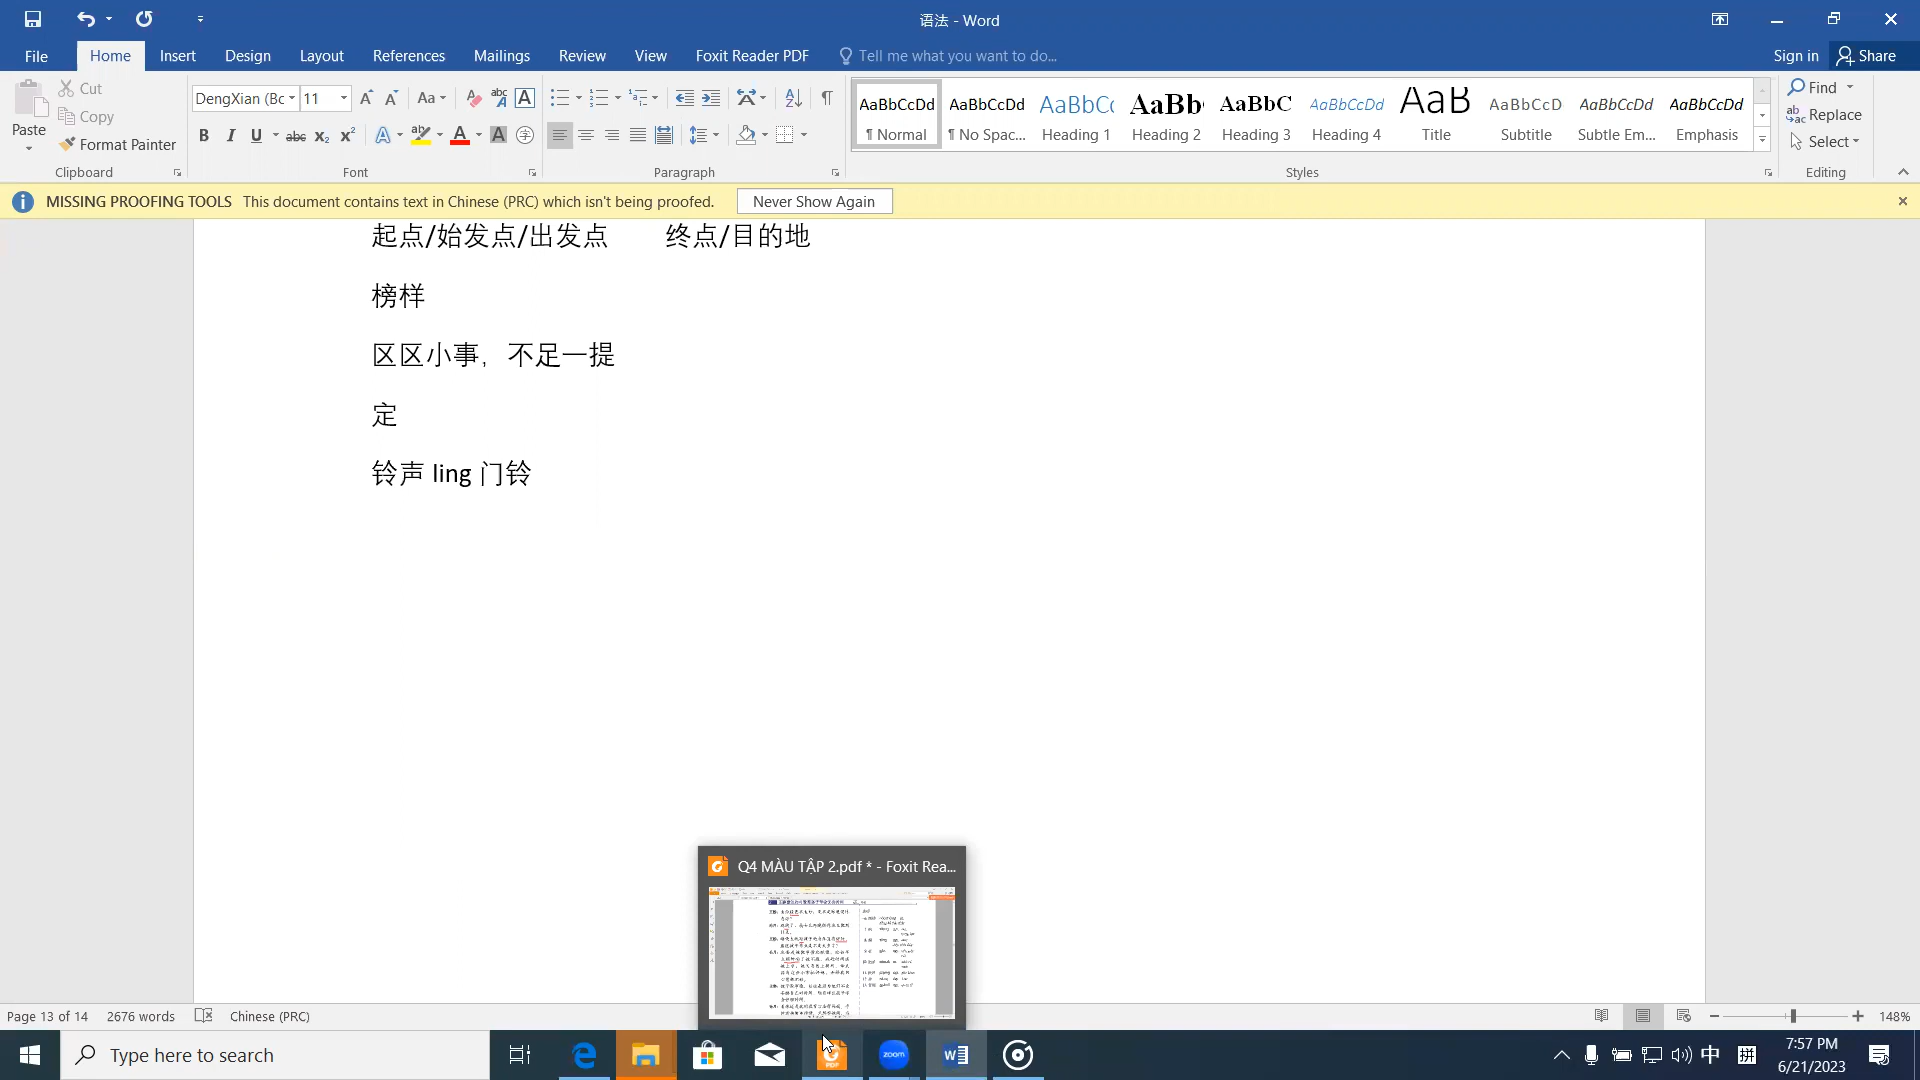 语法 - Word
File Home Insert Design Layout References Mailings Review View Foxit Reader PDF Tell me what you want to do... Sign in Share
Paste Cut Copy Format Painter Clipboard
DengXian (Bc 11 Aa Font
Paragraph
AaBbCcDd AaBbCcDd AaBbCc AaBb AaBbC AaBbCcDd AaB AaBbCcD AaBbCcDd AaBbCcDd
¶ Normal ¶ No Spac... Heading 1 Heading 2 Heading 3 Heading 4 Title Subtitle Subtle Em... Emphasis
Styles
Find
Replace
Select
Editing
MISSING PROOFING TOOLS This document contains text in Chinese (PRC) which isn't being proofed. Never Show Again
起点/始发点/出发点 终点/目的地
榜样
区区小事，不足一提
定
铃声 ling 门铃
Q4 MÀU TẬP 2.pdf * - Foxit Rea...
Page 13 of 14 2676 words Chinese (PRC) 148%
Type here to search
zoom
中 拼
7:57 PM
6/21/2023